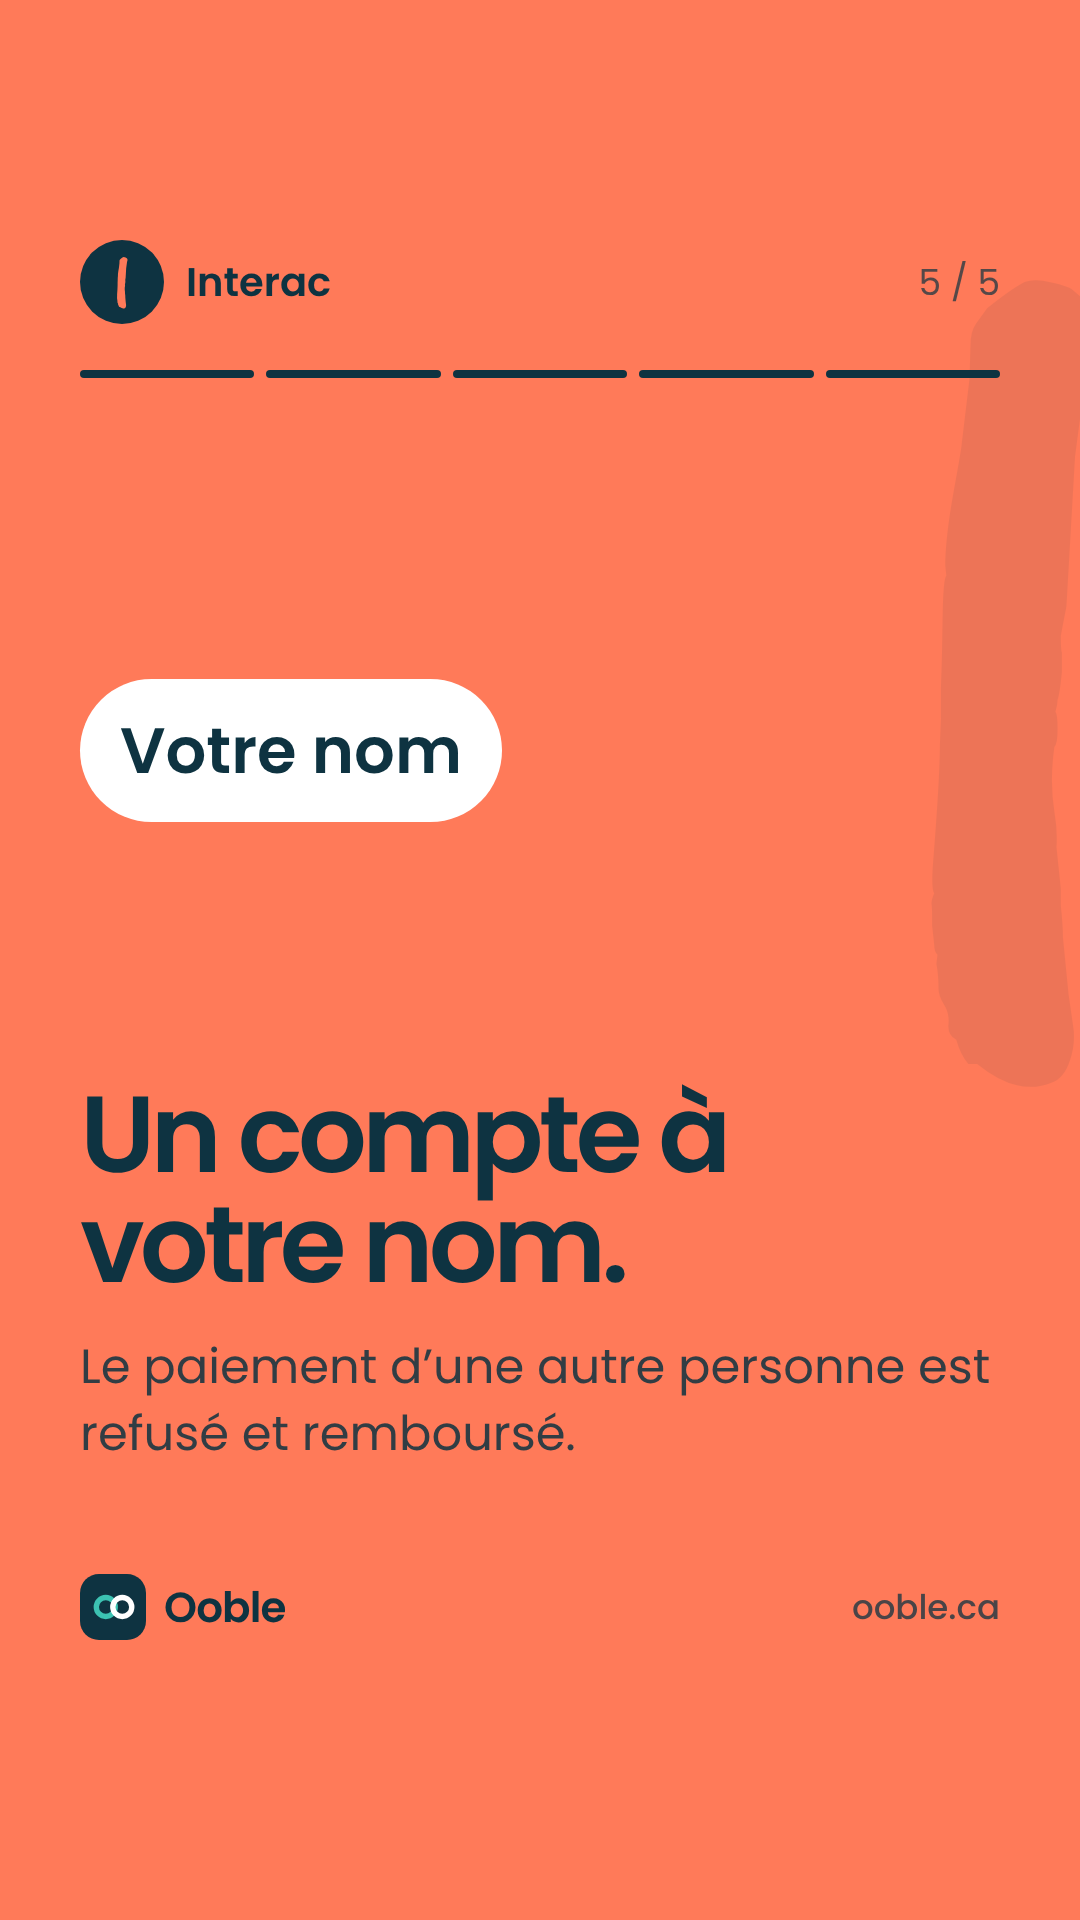 Interac
5 / 5
Votre nom
Un compte à
votre nom.
Le paiement d’une autre personne est
refusé et remboursé.
Ooble
ooble.ca